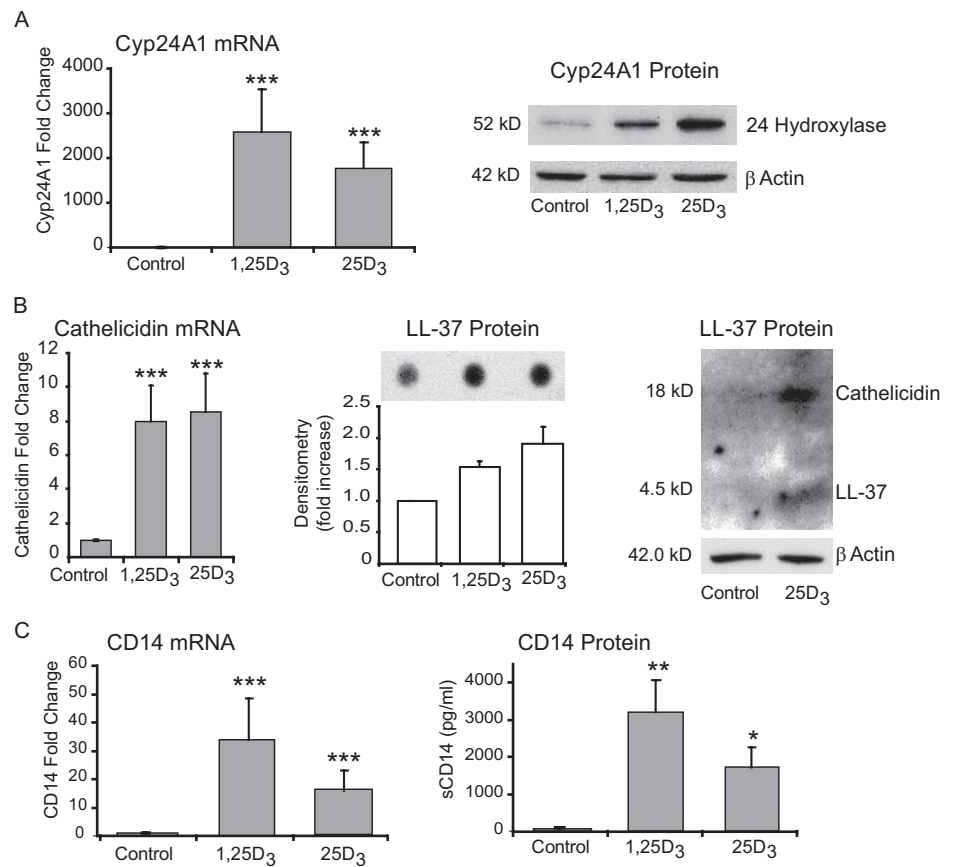 A
Cyp24A1 mRNA
Cyp24A1 Fold Change
4000
3000
2000
1000
0
***
***
Control
1,25D3
25D3
Cyp24A1 Protein
52 kD
24 Hydroxylase
42 kD
β Actin
Control
1,25D3
25D3
B
Cathelicidin mRNA
Cathelicidin Fold Change
12
10
8
6
4
2
0
***
***
Control
1,25D3
25D3
LL-37 Protein
Densitometry
(fold increase)
2.5
2.0
1.5
1.0
0.5
0
Control
1,25D3
25D3
LL-37 Protein
18 kD
Cathelicidin
4.5 kD
LL-37
42.0 kD
β Actin
Control
25D3
C
CD14 mRNA
CD14 Fold Change
60
50
40
30
20
10
0
***
***
Control
1,25D3
25D3
CD14 Protein
sCD14 (pg/ml)
4000
3000
2000
1000
0
**
*
Control
1,25D3
25D3